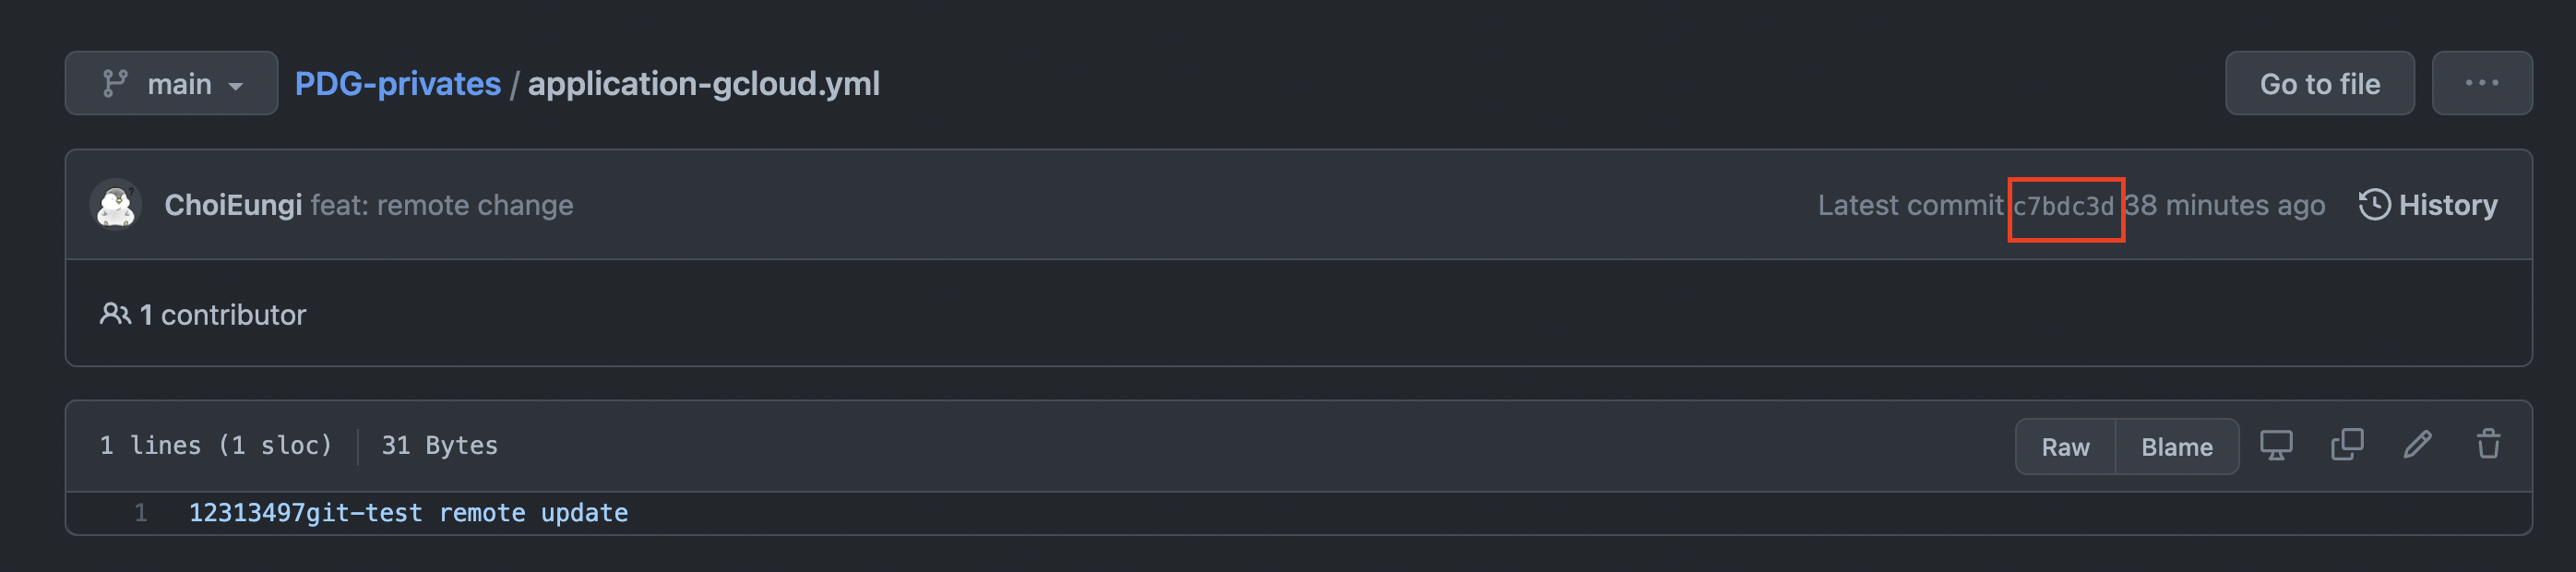 main PDG-privates / application-gcloud.yml Go to file ...
ChoiEungi feat: remote change Latest commit c7bdc3d 38 minutes ago History
1 contributor
1 lines (1 sloc) 31 Bytes Raw Blame
1 12313497git-test remote update